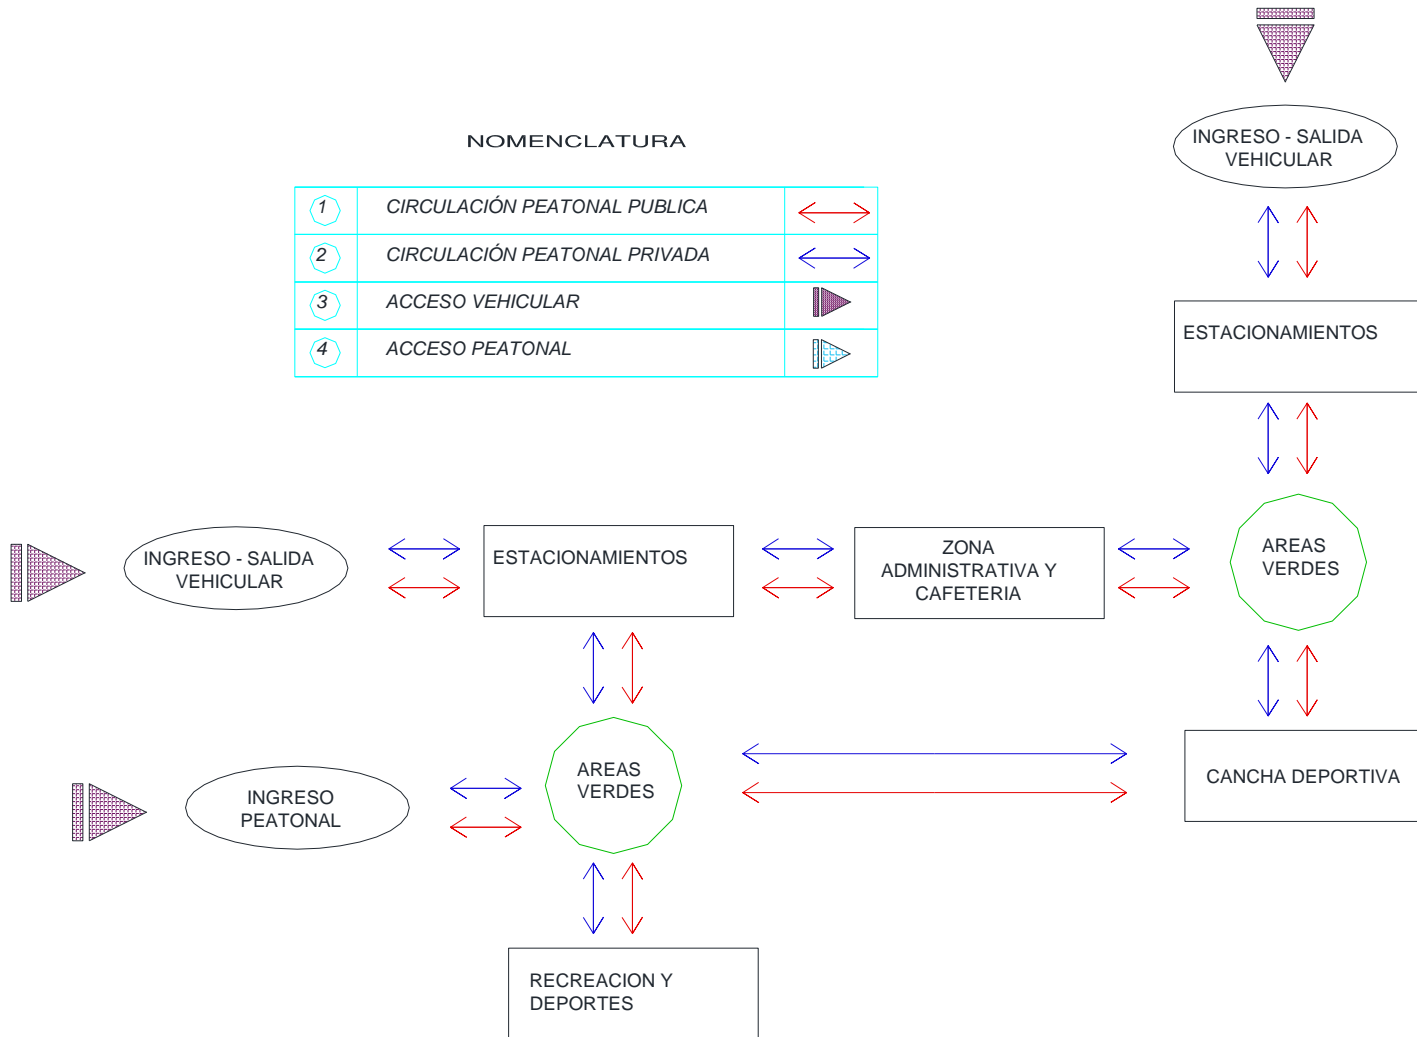 INGRESO - SALIDA
VEHICULAR
NOMENCLATURA
1 CIRCULACIÓN PEATONAL PUBLICA
2 CIRCULACIÓN PEATONAL PRIVADA
3 ACCESO VEHICULAR
4 ACCESO PEATONAL
ESTACIONAMIENTOS
INGRESO - SALIDA
VEHICULAR
ESTACIONAMIENTOS
ZONA
ADMINISTRATIVA Y
CAFETERIA
AREAS
VERDES
INGRESO
PEATONAL
AREAS
VERDES
CANCHA DEPORTIVA
RECREACION Y
DEPORTES